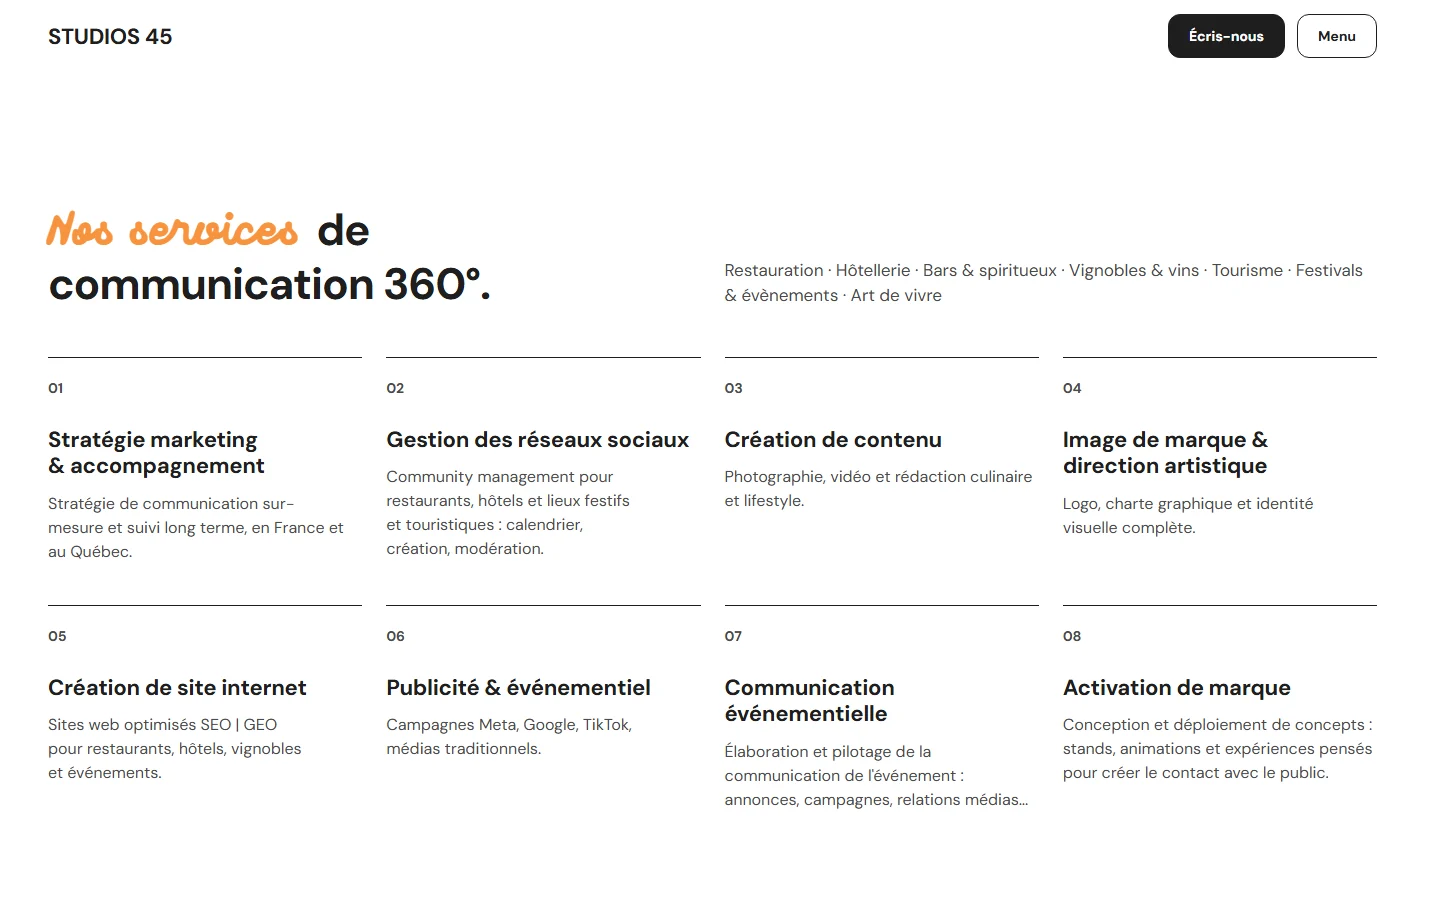 STUDIOS 45
Écris-nous
Menu
Nos services de
communication 360°.
Restauration · Hôtellerie · Bars & spiritueux · Vignobles & vins · Tourisme · Festivals
& évènements · Art de vivre
01
Stratégie marketing
& accompagnement
Stratégie de communication sur-
mesure et suivi long terme, en France et
au Québec.
02
Gestion des réseaux sociaux
Community management pour
restaurants, hôtels et lieux festifs
et touristiques : calendrier,
création, modération.
03
Création de contenu
Photographie, vidéo et rédaction culinaire
et lifestyle.
04
Image de marque &
direction artistique
Logo, charte graphique et identité
visuelle complète.
05
Création de site internet
Sites web optimisés SEO | GEO
pour restaurants, hôtels, vignobles
et événements.
06
Publicité & événementiel
Campagnes Meta, Google, TikTok,
médias traditionnels.
07
Communication
événementielle
Élaboration et pilotage de la
communication de l'événement :
annonces, campagnes, relations médias...
08
Activation de marque
Conception et déploiement de concepts :
stands, animations et expériences pensés
pour créer le contact avec le public.